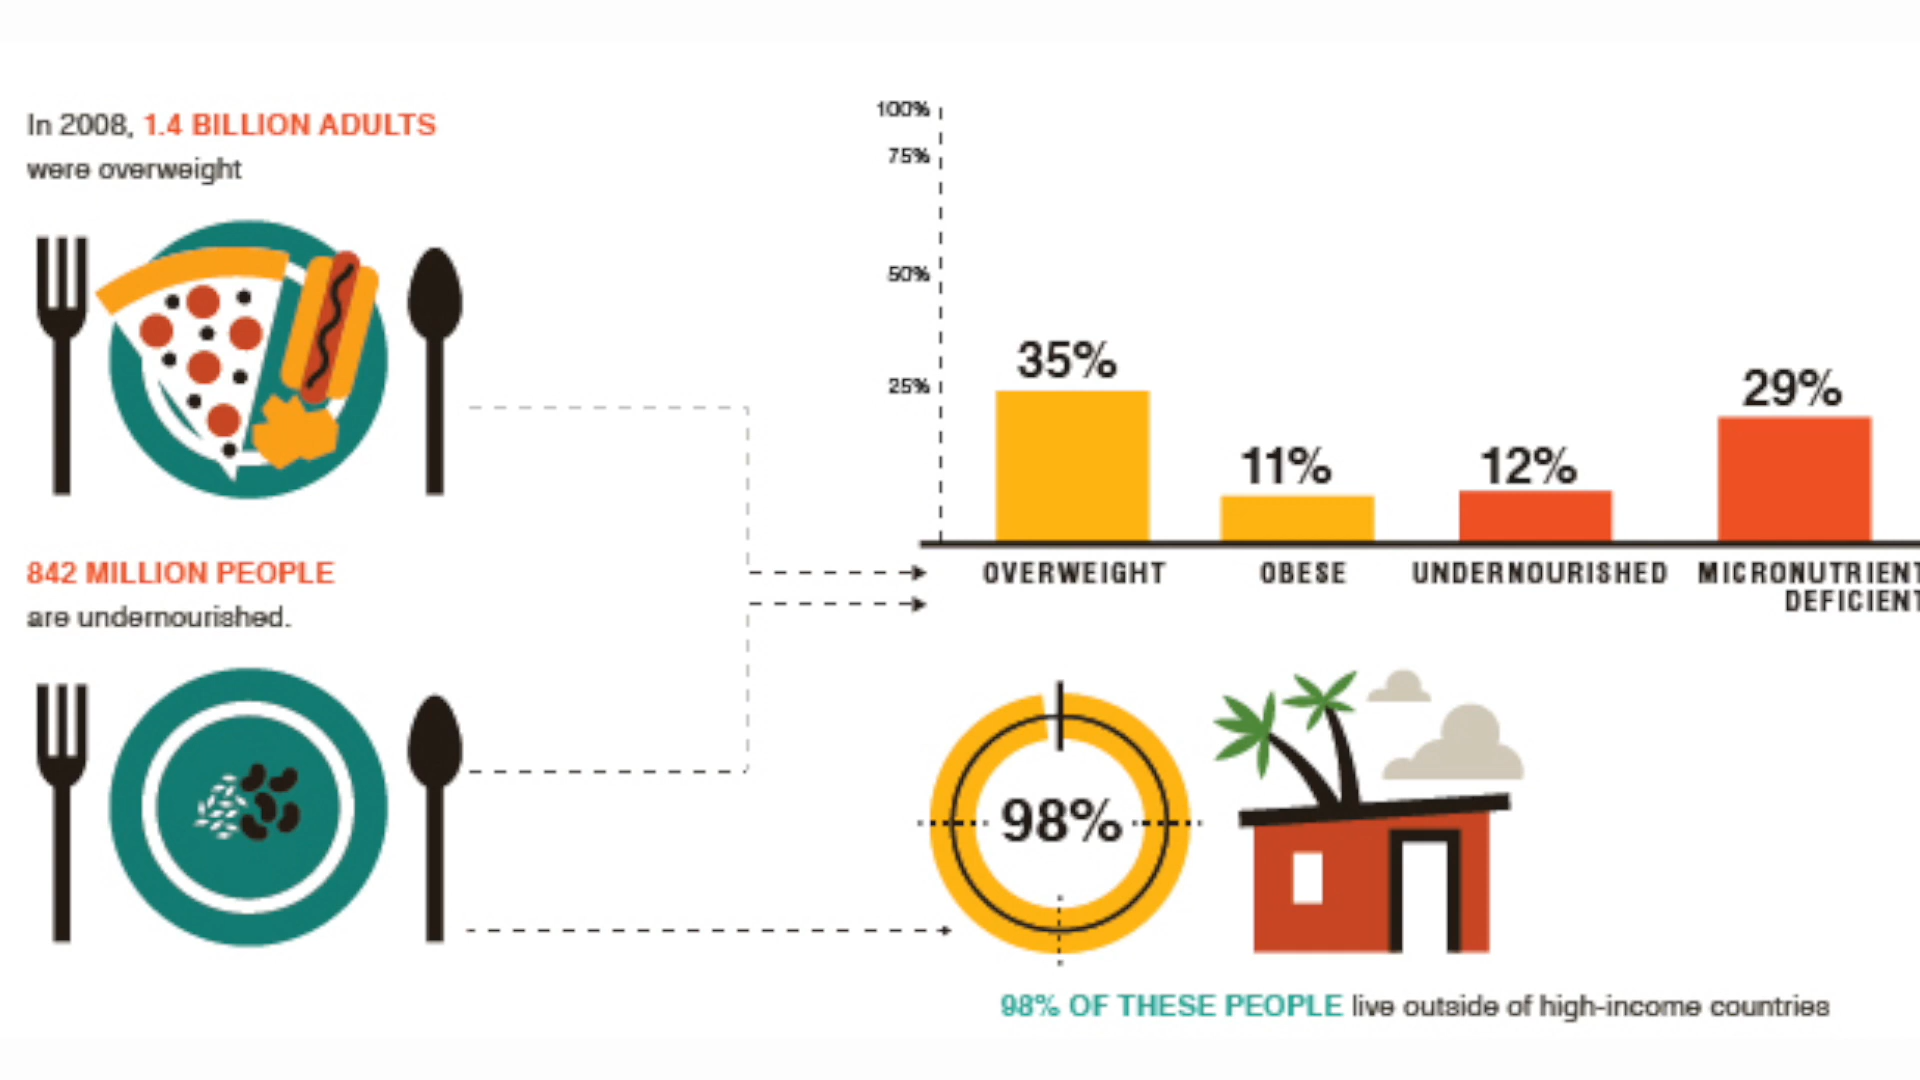 In 2008, 1.4 BILLION ADULTS
were overweight
842 MILLION PEOPLE
are undernourished.
100%
75%
50%
25%
35%
11%
12%
29%
OVERWEIGHT
OBESE
UNDERNOURISHED
MICRONUTRIENT
DEFICIENT
98%
98% OF THESE PEOPLE live outside of high-income countries